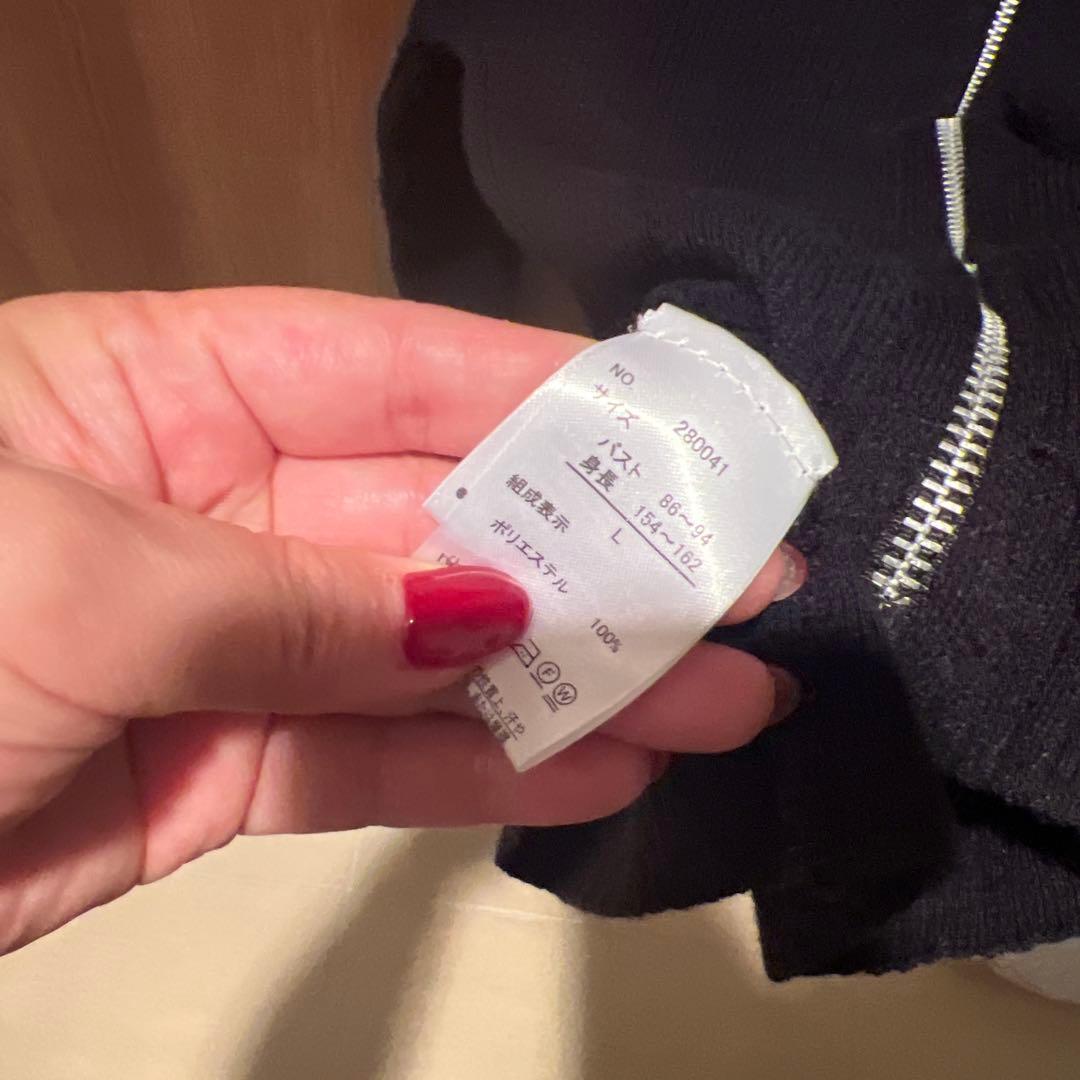 NO 280041
サイズ
バスト 86～94
身長 154～162
L
組成表示
ポリエステル 100%
F W